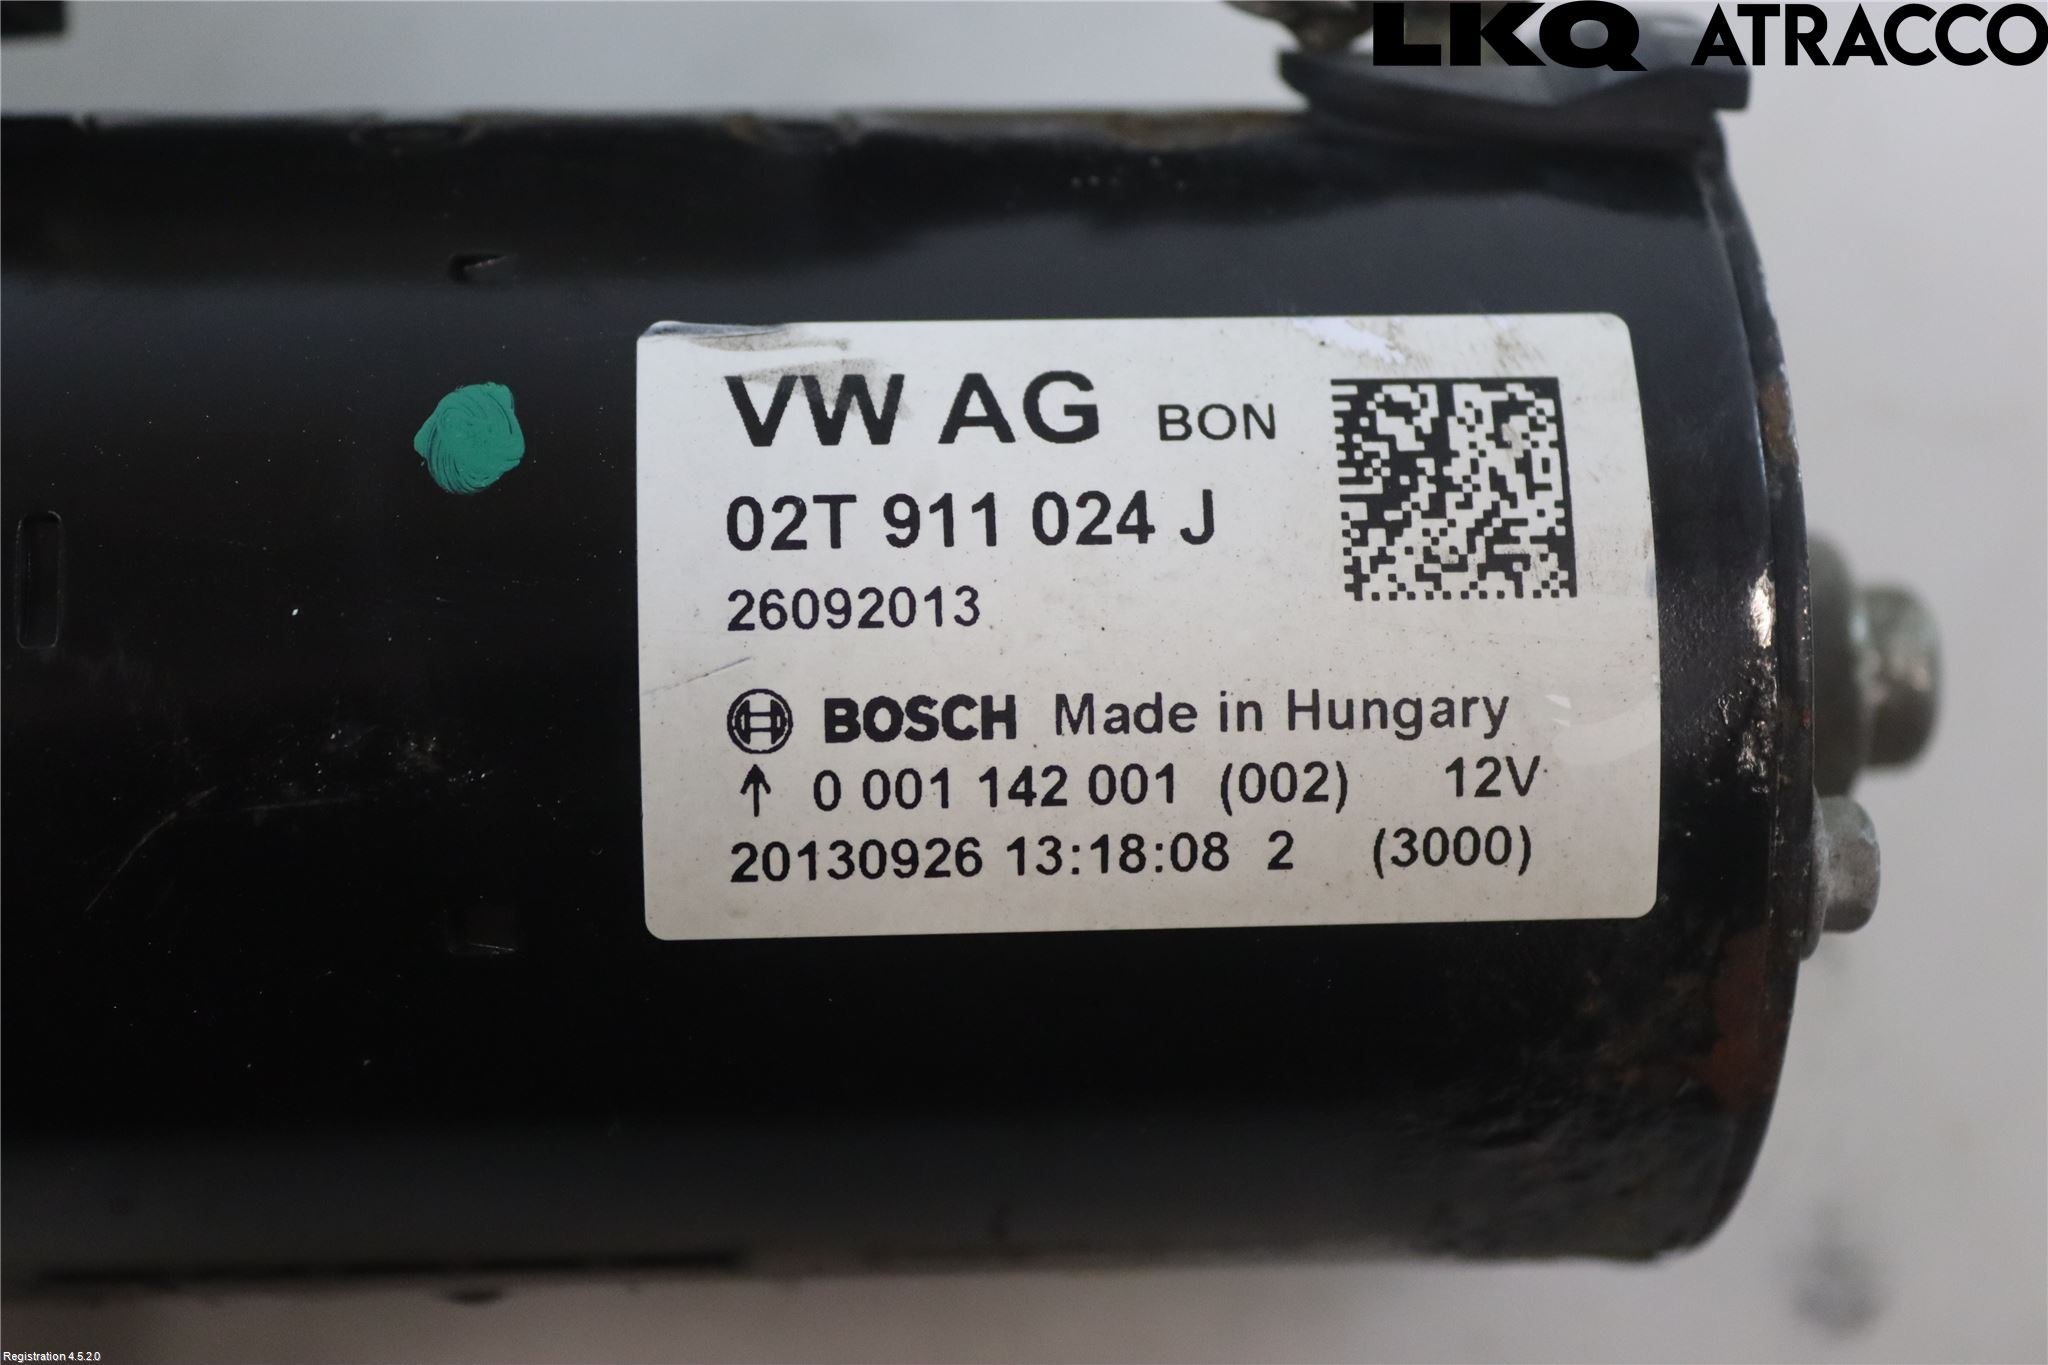 LKQ ATRACCO
VW AG BON
02T 911 024 J
26092013
BOSCH Made in Hungary
↑ 0 001 142 001 (002) 12V
20130926 13:18:08 2 (3000)
Registration 4.5.2.0